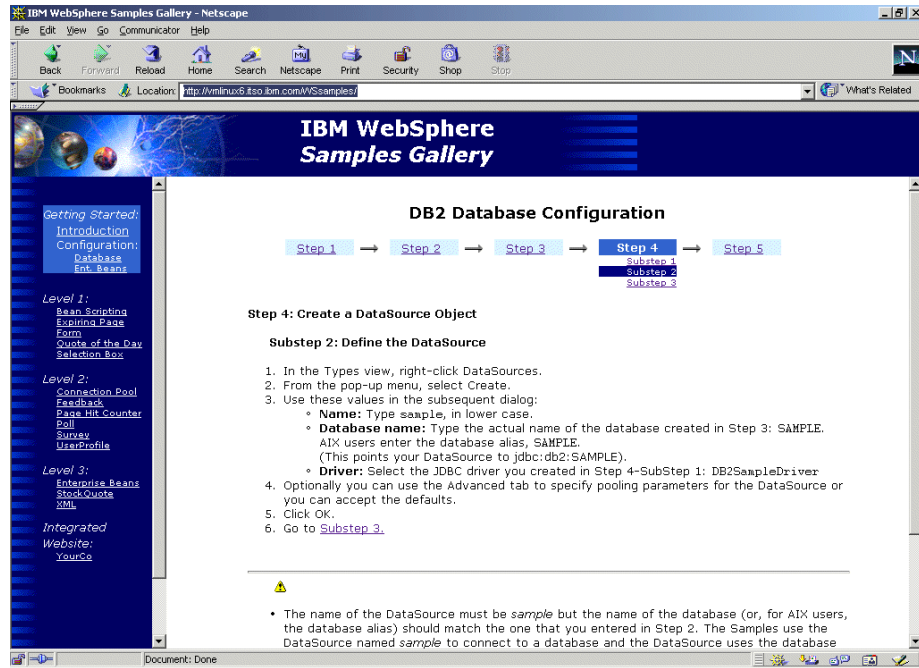 IBM WebSphere Samples Gallery - Netscape
File Edit View Go Communicator Help
Back Forward Reload Home Search Netscape Print Security Shop Stop
Bookmarks Location: http://vmlinux6.itso.ibm.com/WSsamples/ What's Related
IBM WebSphere
Samples Gallery
Getting Started:
Introduction
Configuration:
Database
Ent. Beans
Level 1:
Bean Scripting
Expiring Page
Form
Quote of the Day
Selection Box
Level 2:
Connection Pool
Feedback
Page Hit Counter
Poll
Survey
UserProfile
Level 3:
Enterprise Beans
StockQuote
XML
Integrated
Website:
YourCo
DB2 Database Configuration
Step 1 Step 2 Step 3 Step 4 Step 5
Substep 1
Substep 2
Substep 3
Step 4: Create a DataSource Object
Substep 2: Define the DataSource
1. In the Types view, right-click DataSources.
2. From the pop-up menu, select Create.
3. Use these values in the subsequent dialog:
Name: Type sample, in lower case.
Database name: Type the actual name of the database created in Step 3: SAMPLE.
AIX users enter the database alias, SAMPLE.
(This points your DataSource to jdbc:db2:SAMPLE).
Driver: Select the JDBC driver you created in Step 4-SubStep 1: DB2SampleDriver
4. Optionally you can use the Advanced tab to specify pooling parameters for the DataSource or
you can accept the defaults.
5. Click OK.
6. Go to Substep 3.
• The name of the DataSource must be sample but the name of the database (or, for AIX users,
the database alias) should match the one that you entered in Step 2. The Samples use the
DataSource named sample to connect to a database and the DataSource uses the database
Document: Done